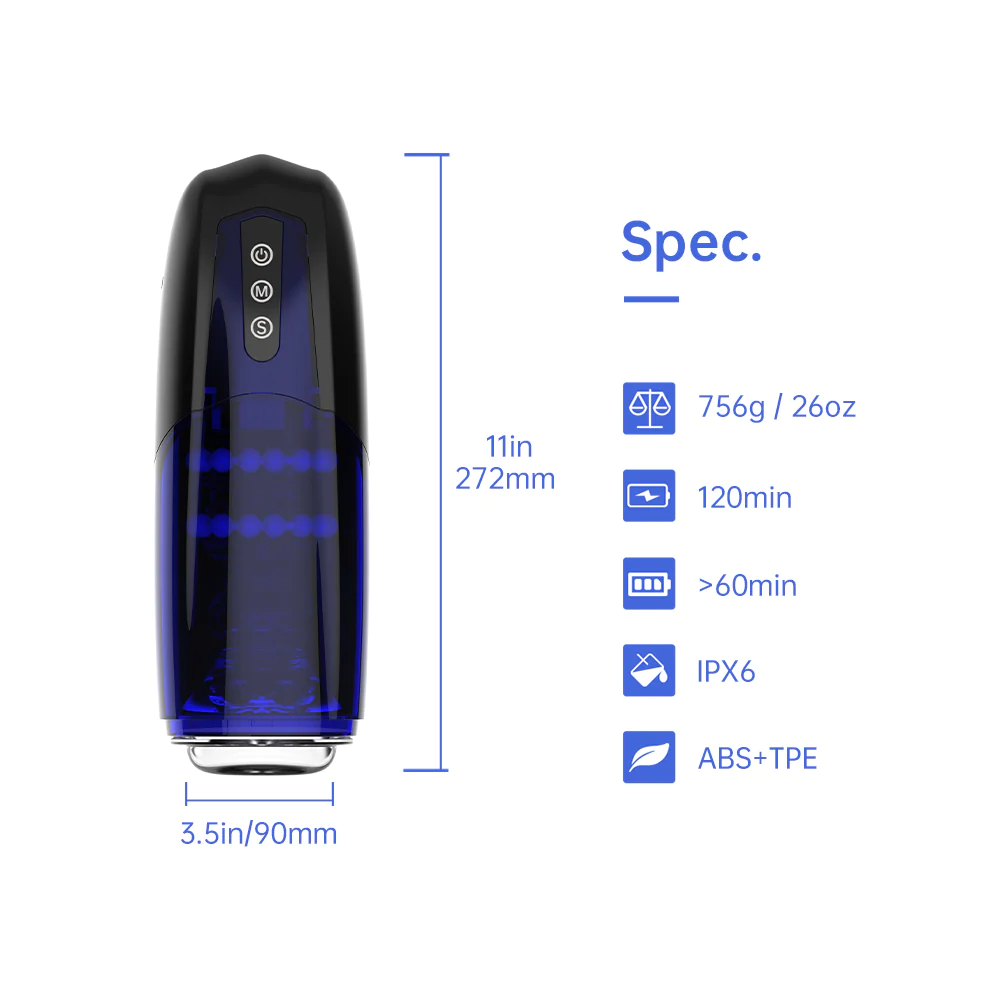 M
S
11in
272mm
3.5in/90mm
Spec.
756g / 26oz
120min
>60min
IPX6
ABS+TPE